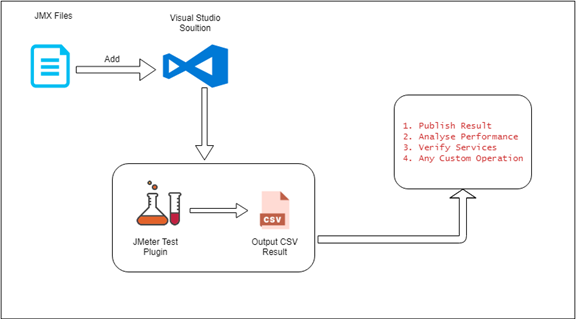 JMX Files
Visual Studio
Soultion
Add
1. Publish Result
2. Analyse Performance
3. Verify Services
4. Any Custom Operation
CSV
JMeter Test
Plugin
Output CSV
Result